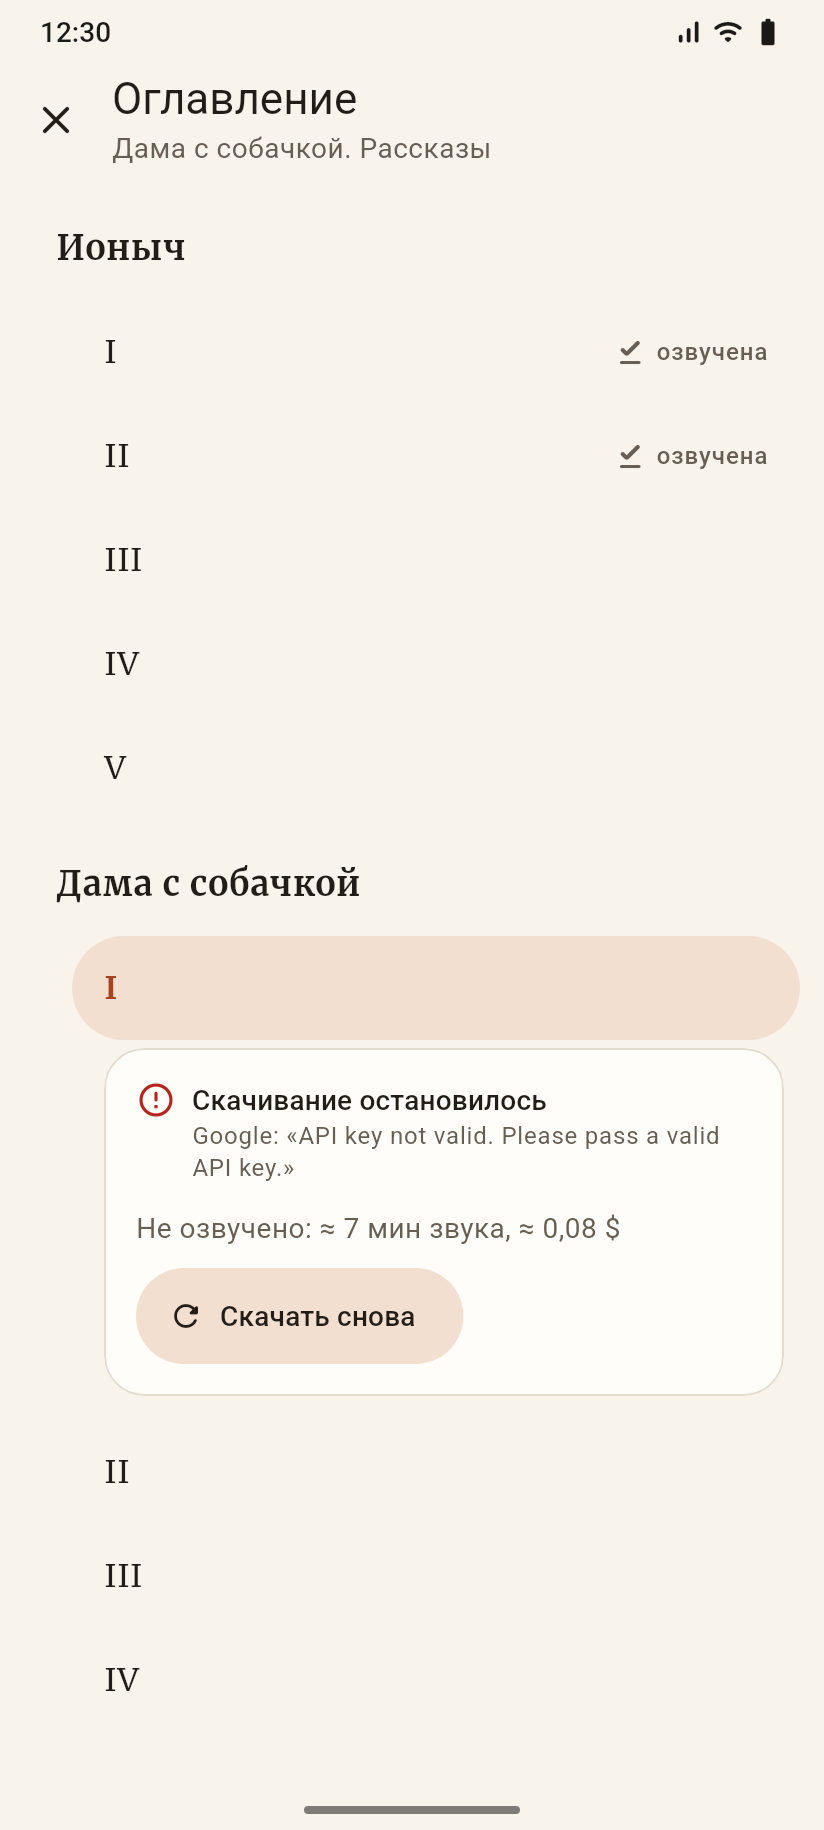 12:30
Оглавление
Дама с собачкой. Рассказы
Ионыч
I
озвучена
II
озвучена
III
IV
V
Дама с собачкой
I
Скачивание остановилось
Google: «API key not valid. Please pass a valid
API key.»
Не озвучено: ≈ 7 мин звука, ≈ 0,08 $
Скачать снова
II
III
IV